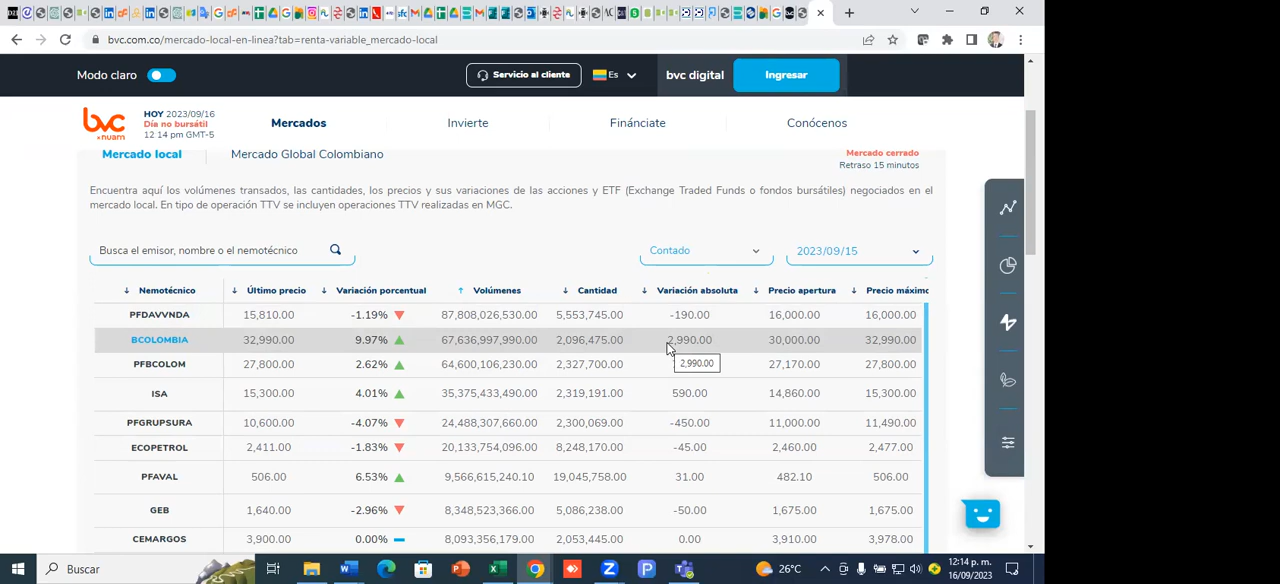 bvc.com.co/mercado-local-en-linea?tab=renta-variable_mercado-local
Modo claro
Servicio al cliente
Es
bvc digital
Ingresar
bvc
x nuam
HOY 2023/09/16
Día no bursátil
12 14 pm GMT-5
Mercados
Invierte
Fináncíate
Conócenos
Mercado local
Mercado Global Colombiano
Mercado cerrado
Retraso 15 minutos
Encuentra aquí los volúmenes transados, las cantidades, los precios y sus variaciones de las acciones y ETF (Exchange Traded Funds o fondos bursátiles) negociados en el
mercado local. En tipo de operación TTV se incluyen operaciones TTV realizadas en MGC.
Busca el emisor, nombre o el nemotécnico
Contado
2023/09/15
Nemotécnico Último precio Variación porcentual Volúmenes Cantidad Variación absoluta Precio apertura Precio máximo
PFDAVVNDA 15,810.00 -1.19% 87,808,026,530.00 5,553,745.00 -190.00 16,000.00 16,000.00
BCOLOMBIA 32,990.00 9.97% 67,636,997,990.00 2,096,475.00 2,990.00 30,000.00 32,990.00
2,990.00
PFBCOLOM 27,800.00 2.62% 64,600,106,230.00 2,327,700.00 27,170.00 27,800.00
ISA 15,300.00 4.01% 35,375,433,490.00 2,319,191.00 590.00 14,860.00 15,300.00
PFGRUPSURA 10,600.00 -4.07% 24,488,307,660.00 2,300,069.00 -450.00 11,000.00 11,490.00
ECOPETROL 2,411.00 -1.83% 20,133,754,096.00 8,248,170.00 -45.00 2,460.00 2,477.00
PFAVAL 506.00 6.53% 9,566,615,240.10 19,045,758.00 31.00 482.10 506.00
GEB 1,640.00 -2.96% 8,348,523,366.00 5,086,238.00 -50.00 1,675.00 1,675.00
CEMARGOS 3,900.00 0.00% 8,093,356,179.00 2,053,445.00 0.00 3,910.00 3,978.00
Buscar
26°C
12:14 p. m.
16/09/2023